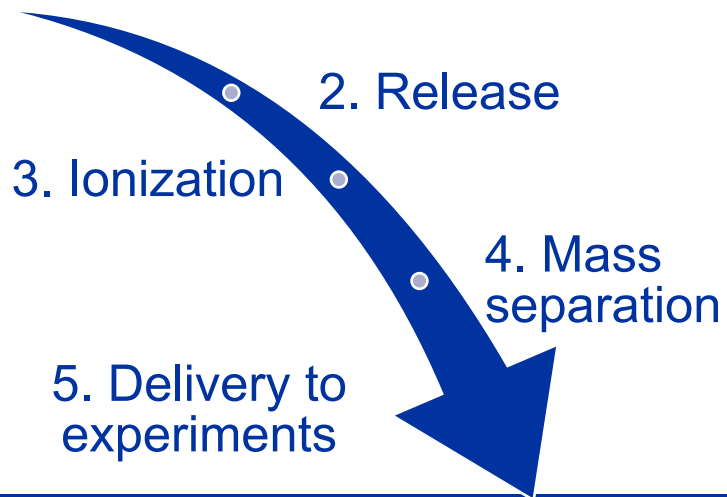 2. Release
3. Ionization
4. Mass
separation
5. Delivery to
experiments